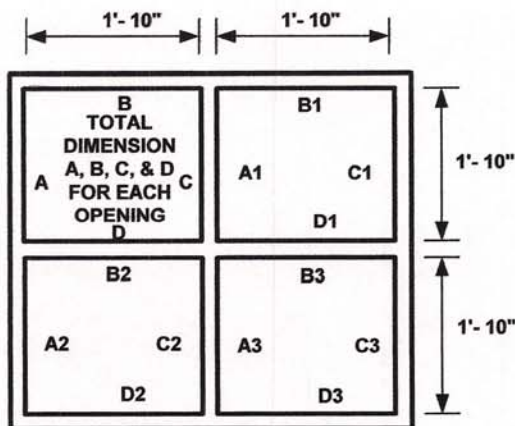 1'- 10" 1'- 10"
B B1
TOTAL
DIMENSION
A, B, C, & D
FOR EACH
OPENING
A C A1 C1
D D1
1'- 10"
B2 B3
A2 C2 A3 C3
D2 D3
1'- 10"